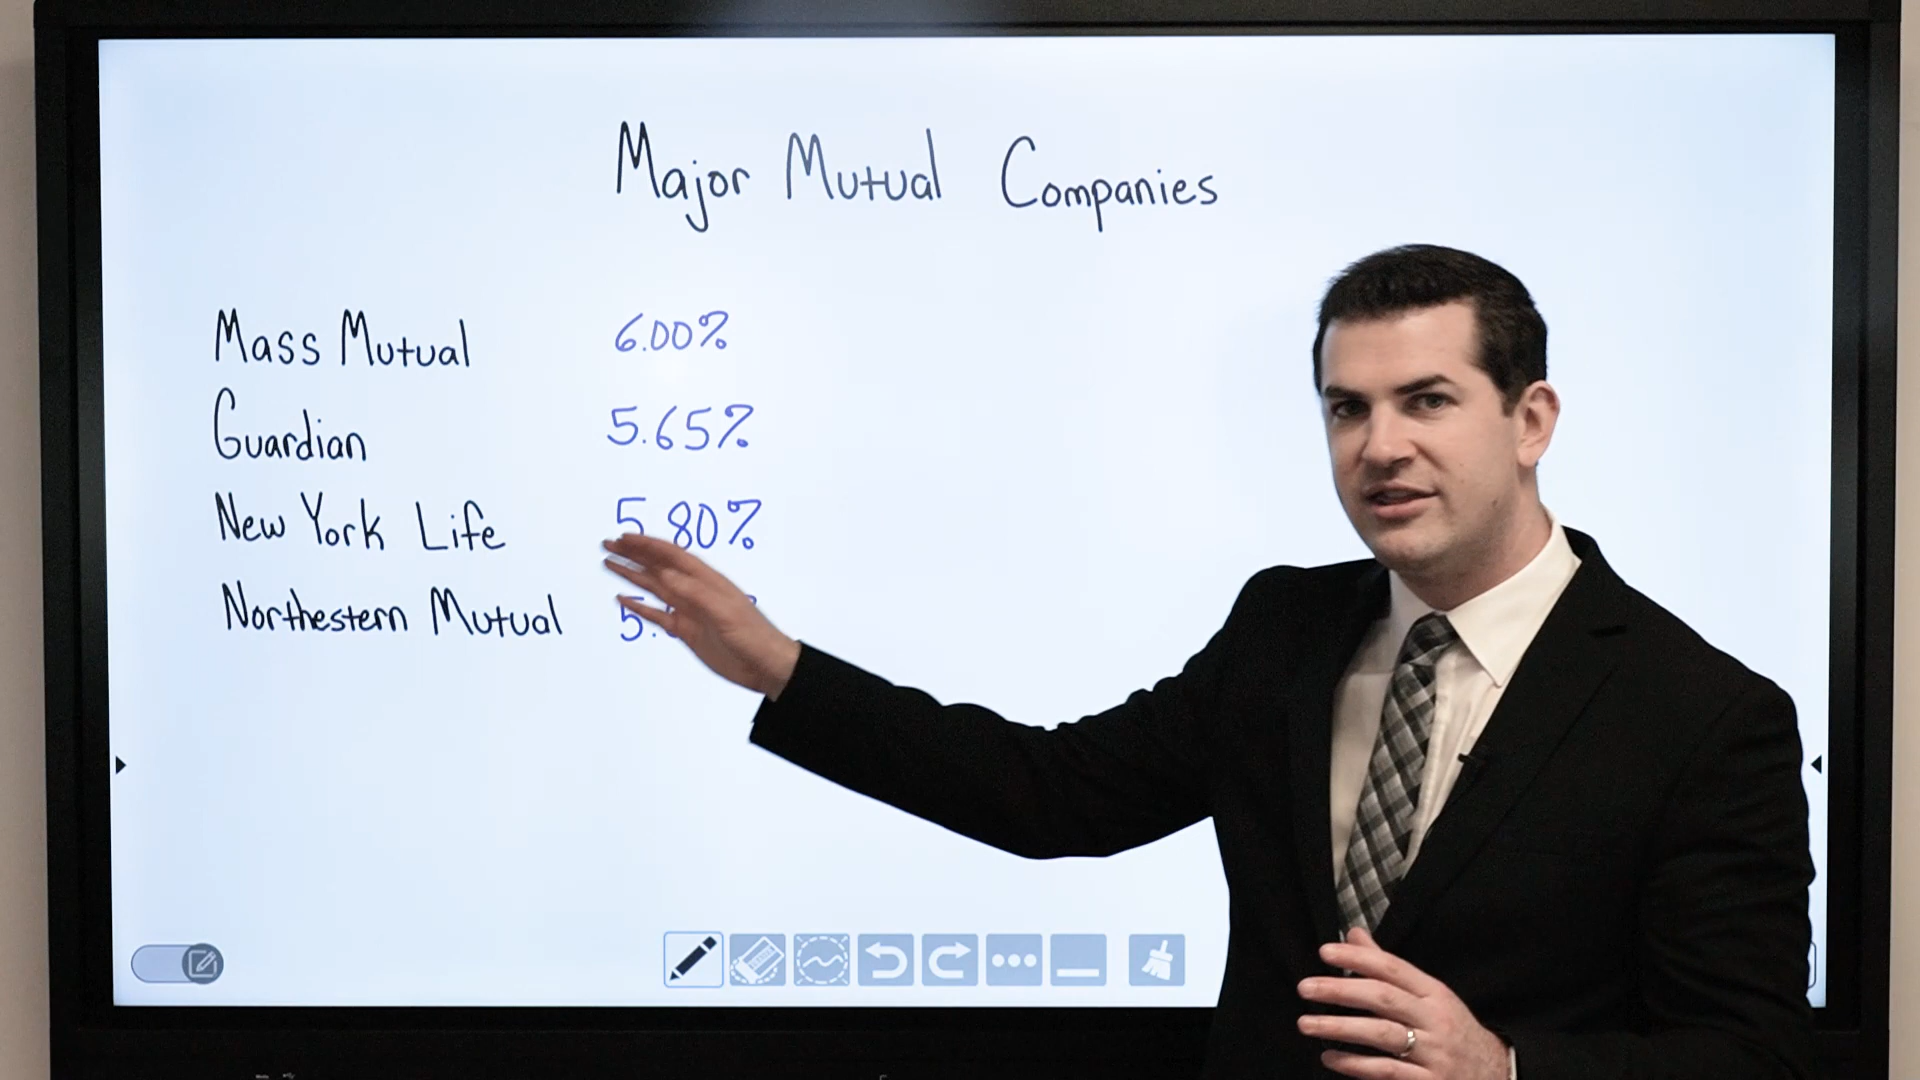 Major Mutual Companies
Mass Mutual 6.00%
Guardian 5.65%
New York Life 5.80%
Northestern Mutual